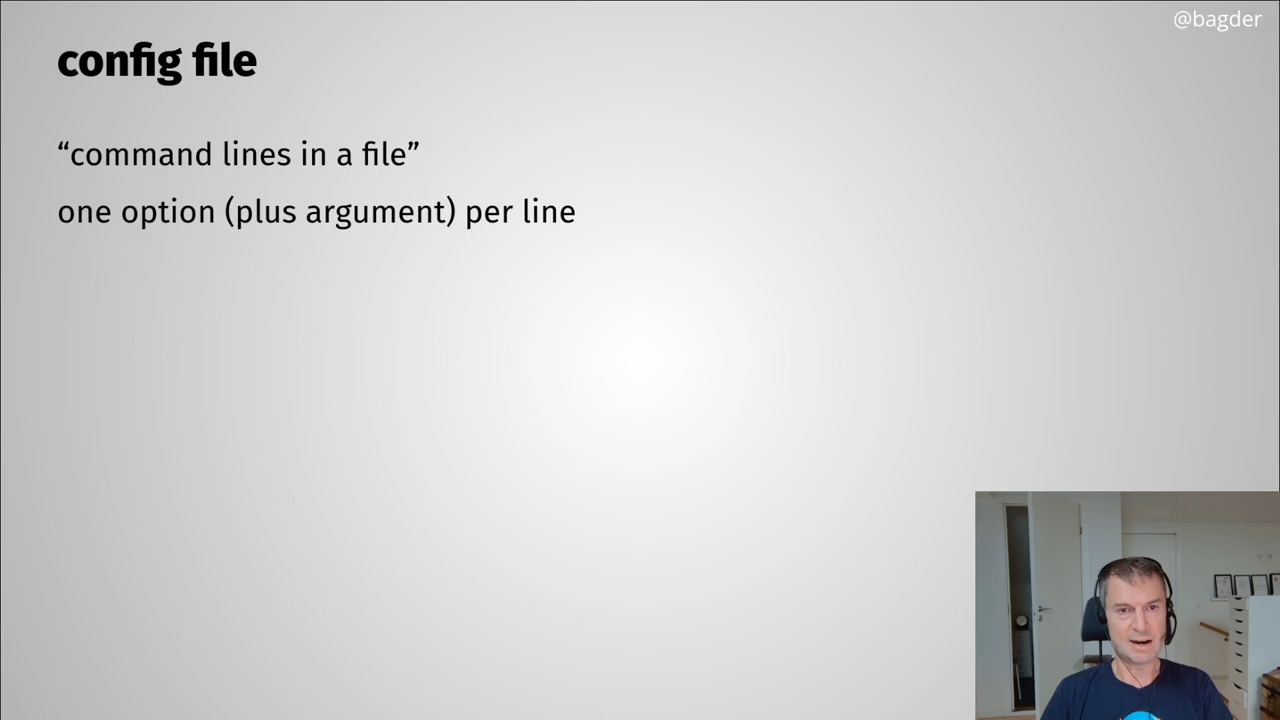 @bagder
config file
“command lines in a file”
one option (plus argument) per line